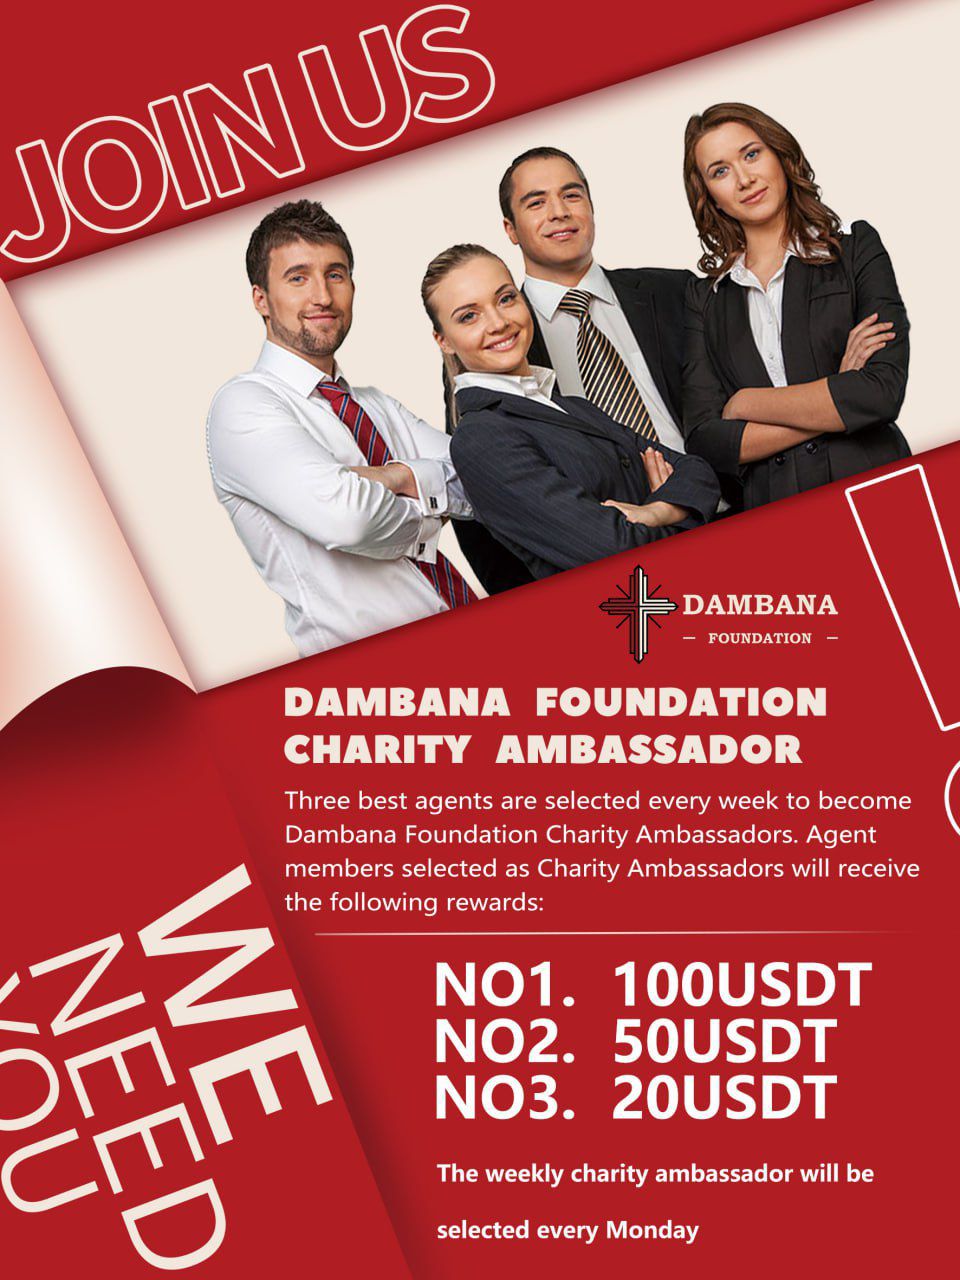 JOIN US
!
DAMBANA
FOUNDATION
DAMBANA FOUNDATION
CHARITY AMBASSADOR
Three best agents are selected every week to become
Dambana Foundation Charity Ambassadors. Agent
members selected as Charity Ambassadors will receive
the following rewards:
NO1. 100USDT
NO2. 50USDT
NO3. 20USDT
The weekly charity ambassador will be
selected every Monday
WE
NEED
YOU